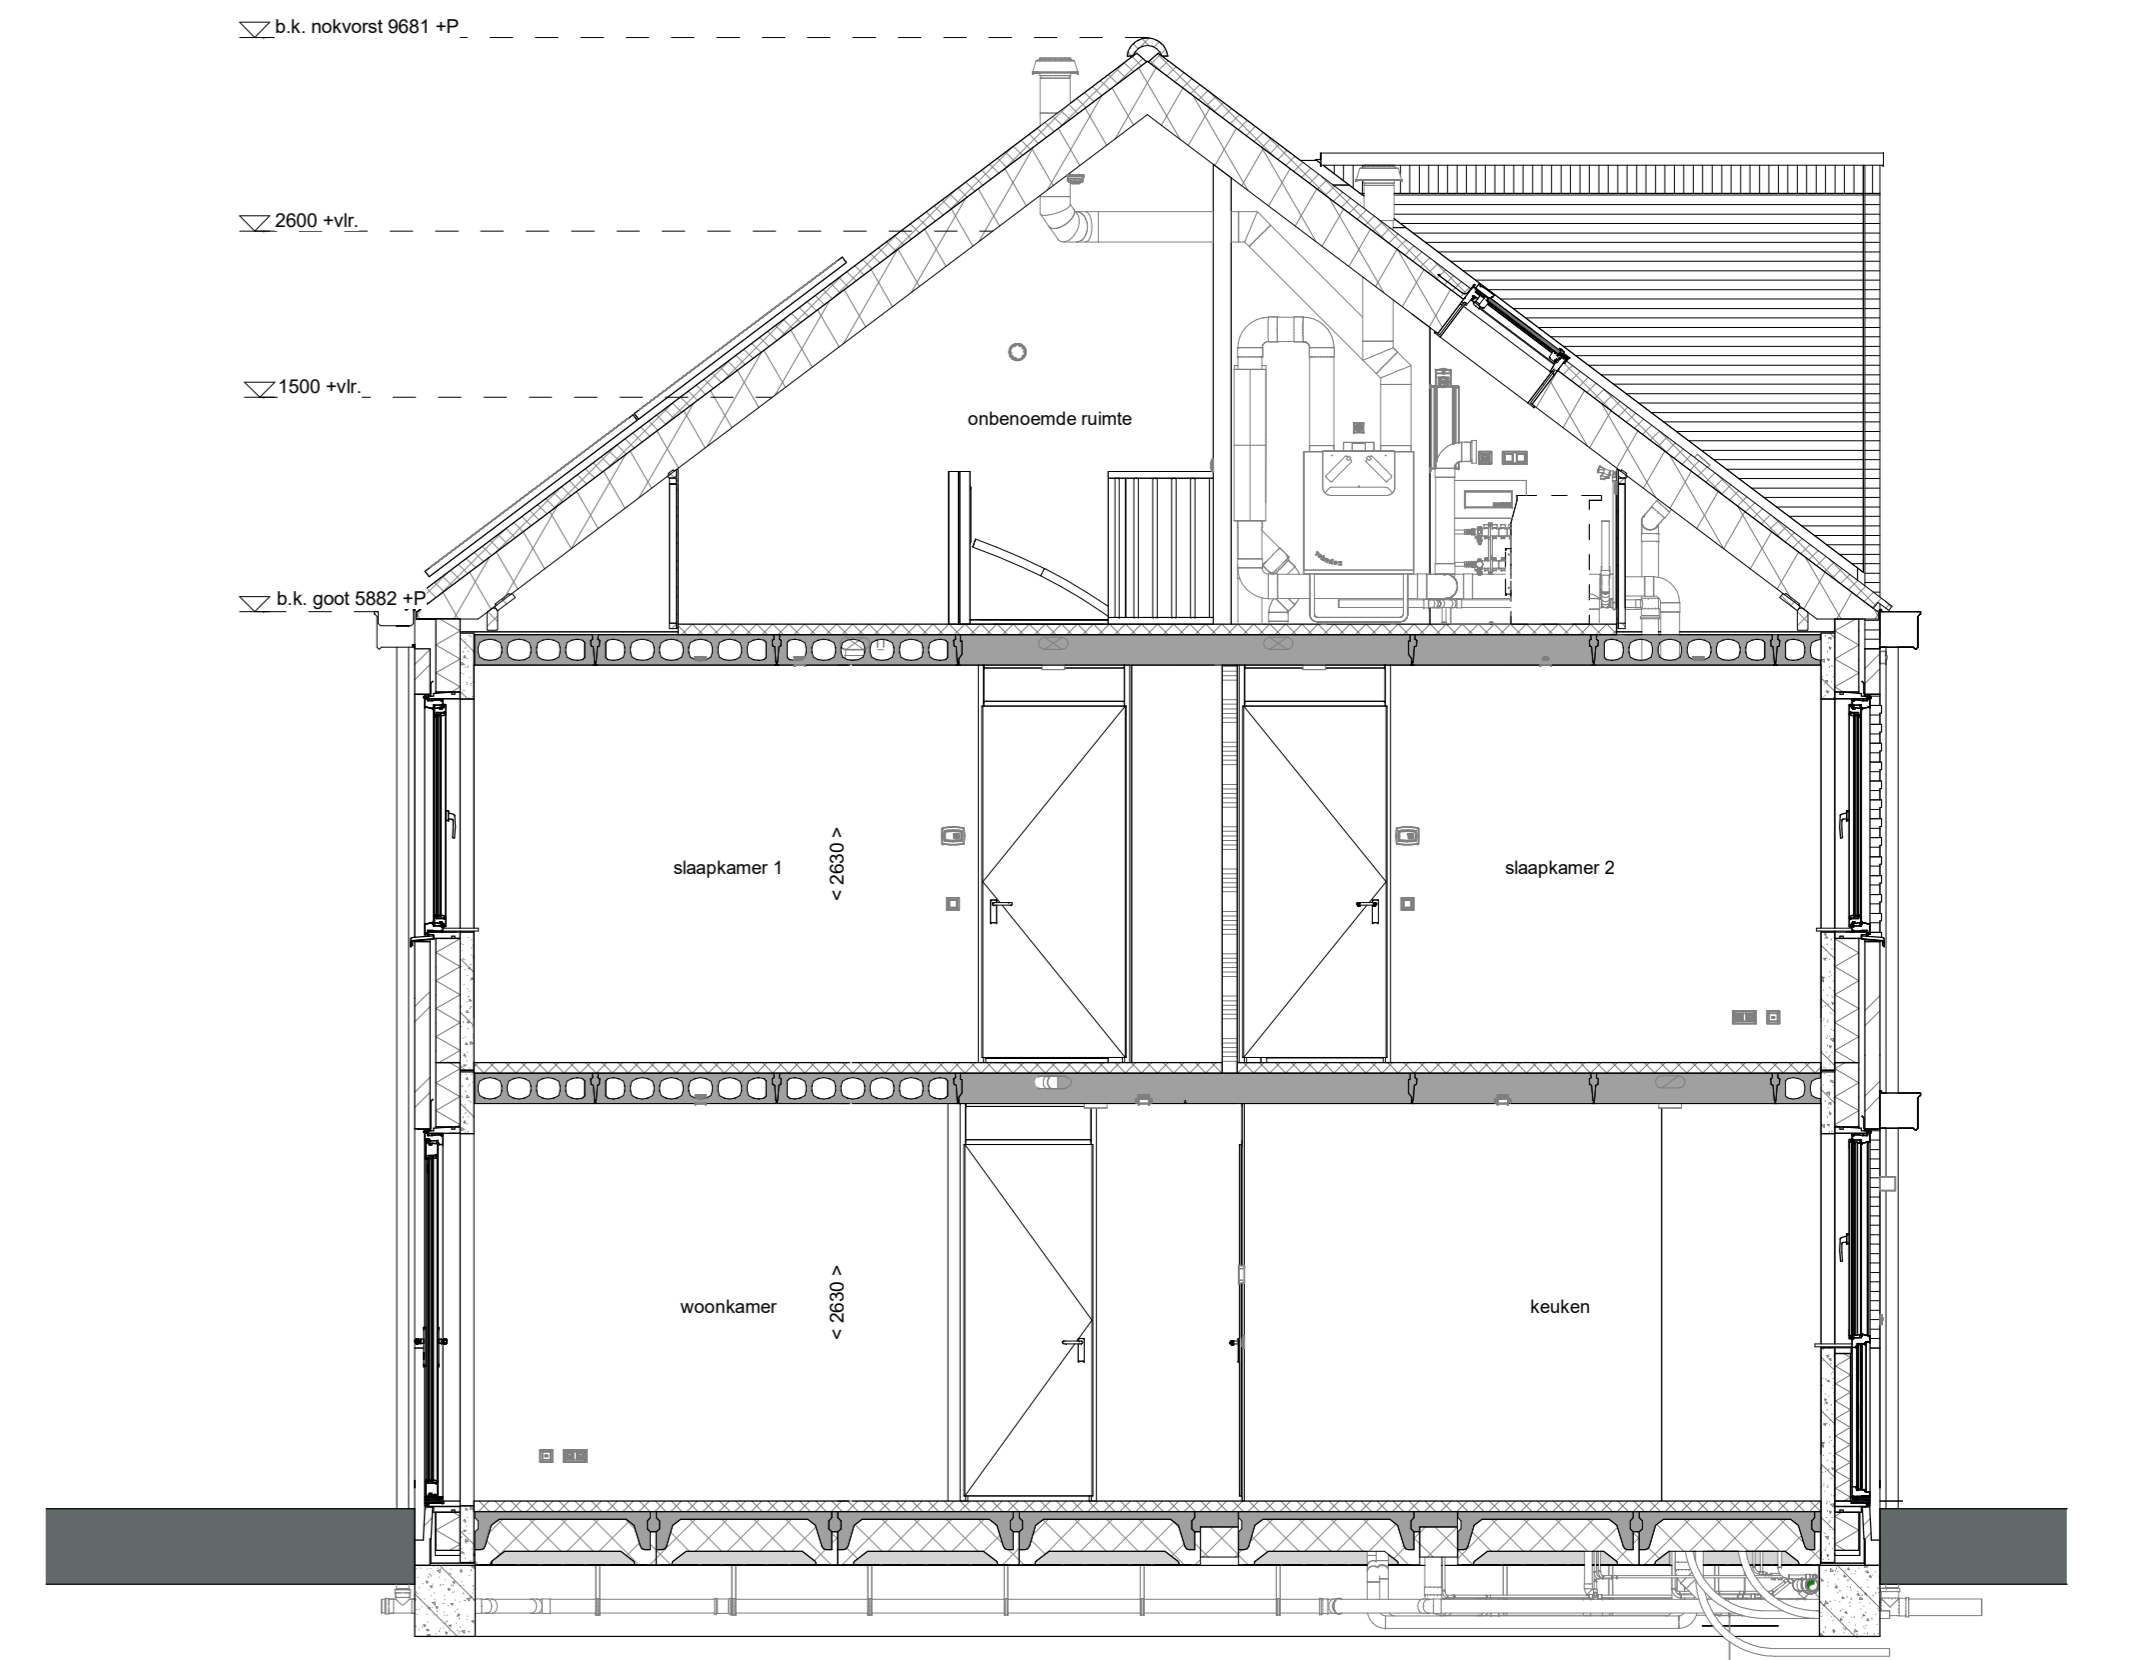 b.k. nokvorst 9681 +P
2600 +vlr.
1500 +vlr.
onbenoemde ruimte
b.k. goot 5882 +P
slaapkamer 1
< 2630 >
slaapkamer 2
woonkamer
< 2630 >
keuken